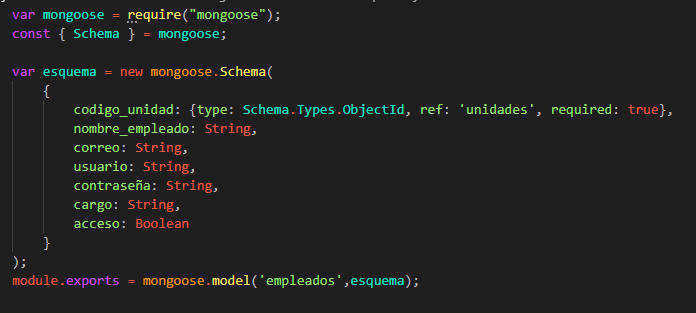 var mongoose = require("mongoose");
const { Schema } = mongoose;
var esquema = new mongoose.Schema(
{
codigo_unidad: {type: Schema.Types.ObjectId, ref: 'unidades', required: true},
nombre_empleado: String,
correo: String,
usuario: String,
contraseña: String,
cargo: String,
acceso: Boolean
}
);
module.exports = mongoose.model('empleados',esquema);